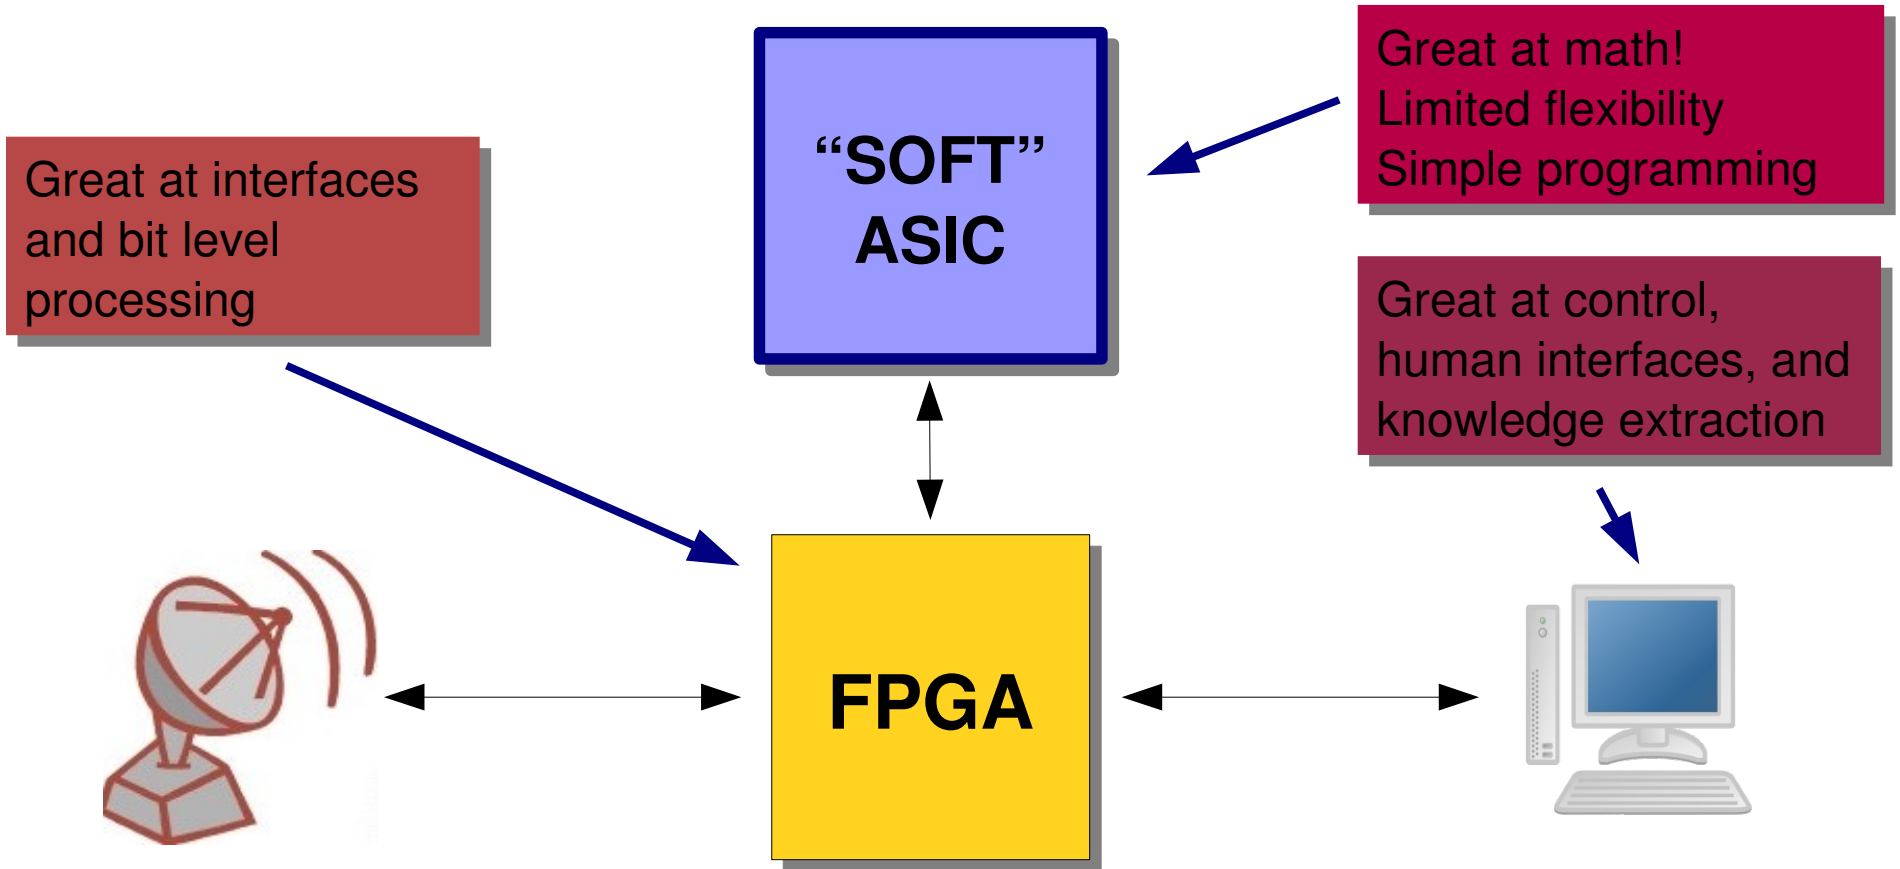 Great at interfaces
and bit level
processing
“SOFT”
ASIC
Great at math!
Limited flexibility
Simple programming
Great at control,
human interfaces, and
knowledge extraction
FPGA